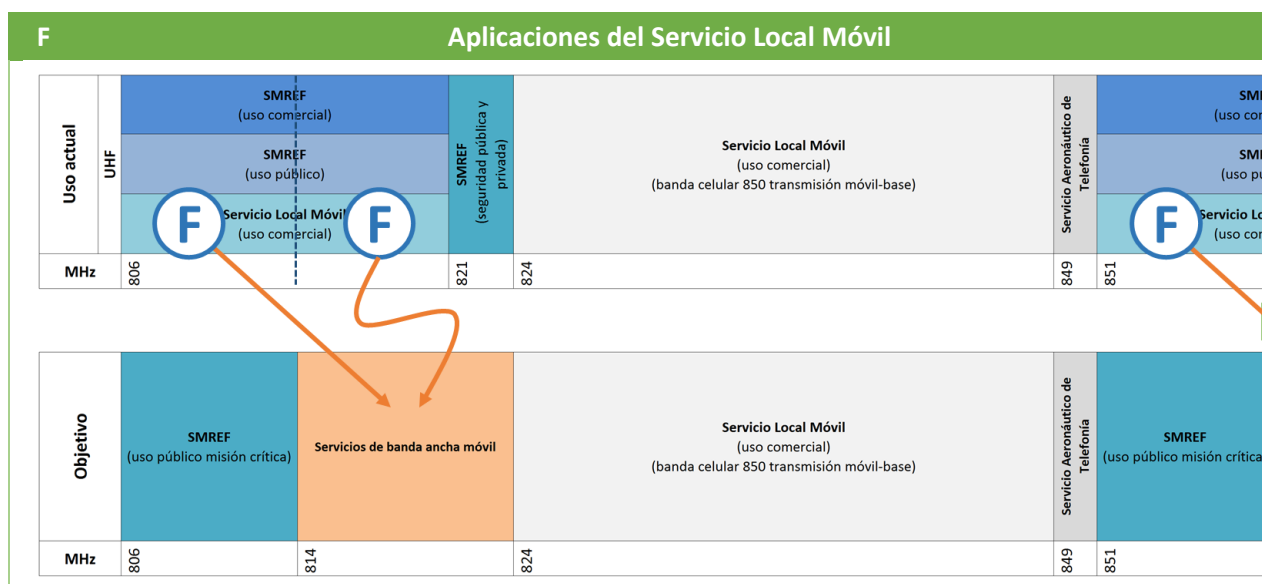 F
Aplicaciones del Servicio Local Móvil
Uso actual
UHF
SMREF
(uso comercial)
SMREF
(uso público)
Servicio Local Móvil
(uso comercial)
F
F
SMREF
(seguridad pública y
privada)
Servicio Local Móvil
(uso comercial)
(banda celular 850 transmisión móvil-base)
Servicio Aeronáutico de
Telefonía
F
MHz
806
821
824
849
851
Objetivo
SMREF
(uso público misión crítica)
Servicios de banda ancha móvil
Servicio Local Móvil
(uso comercial)
(banda celular 850 transmisión móvil-base)
Servicio Aeronáutico de
Telefonía
SMREF
(uso público misión crítica
MHz
806
814
824
849
851